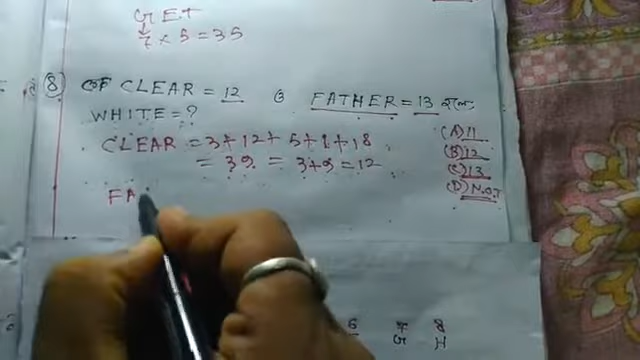 GET
7 × 5 = 35
(8) CLEAR = 12 ও FATHER = 13 হলে
WHITE = ?
(A) 11
(B) 12
(C) 13
(D) N.O.T
CLEAR = 3 + 12 + 5 + 1 + 18
= 39 = 3 + 9 = 12
FA
6 8
G H